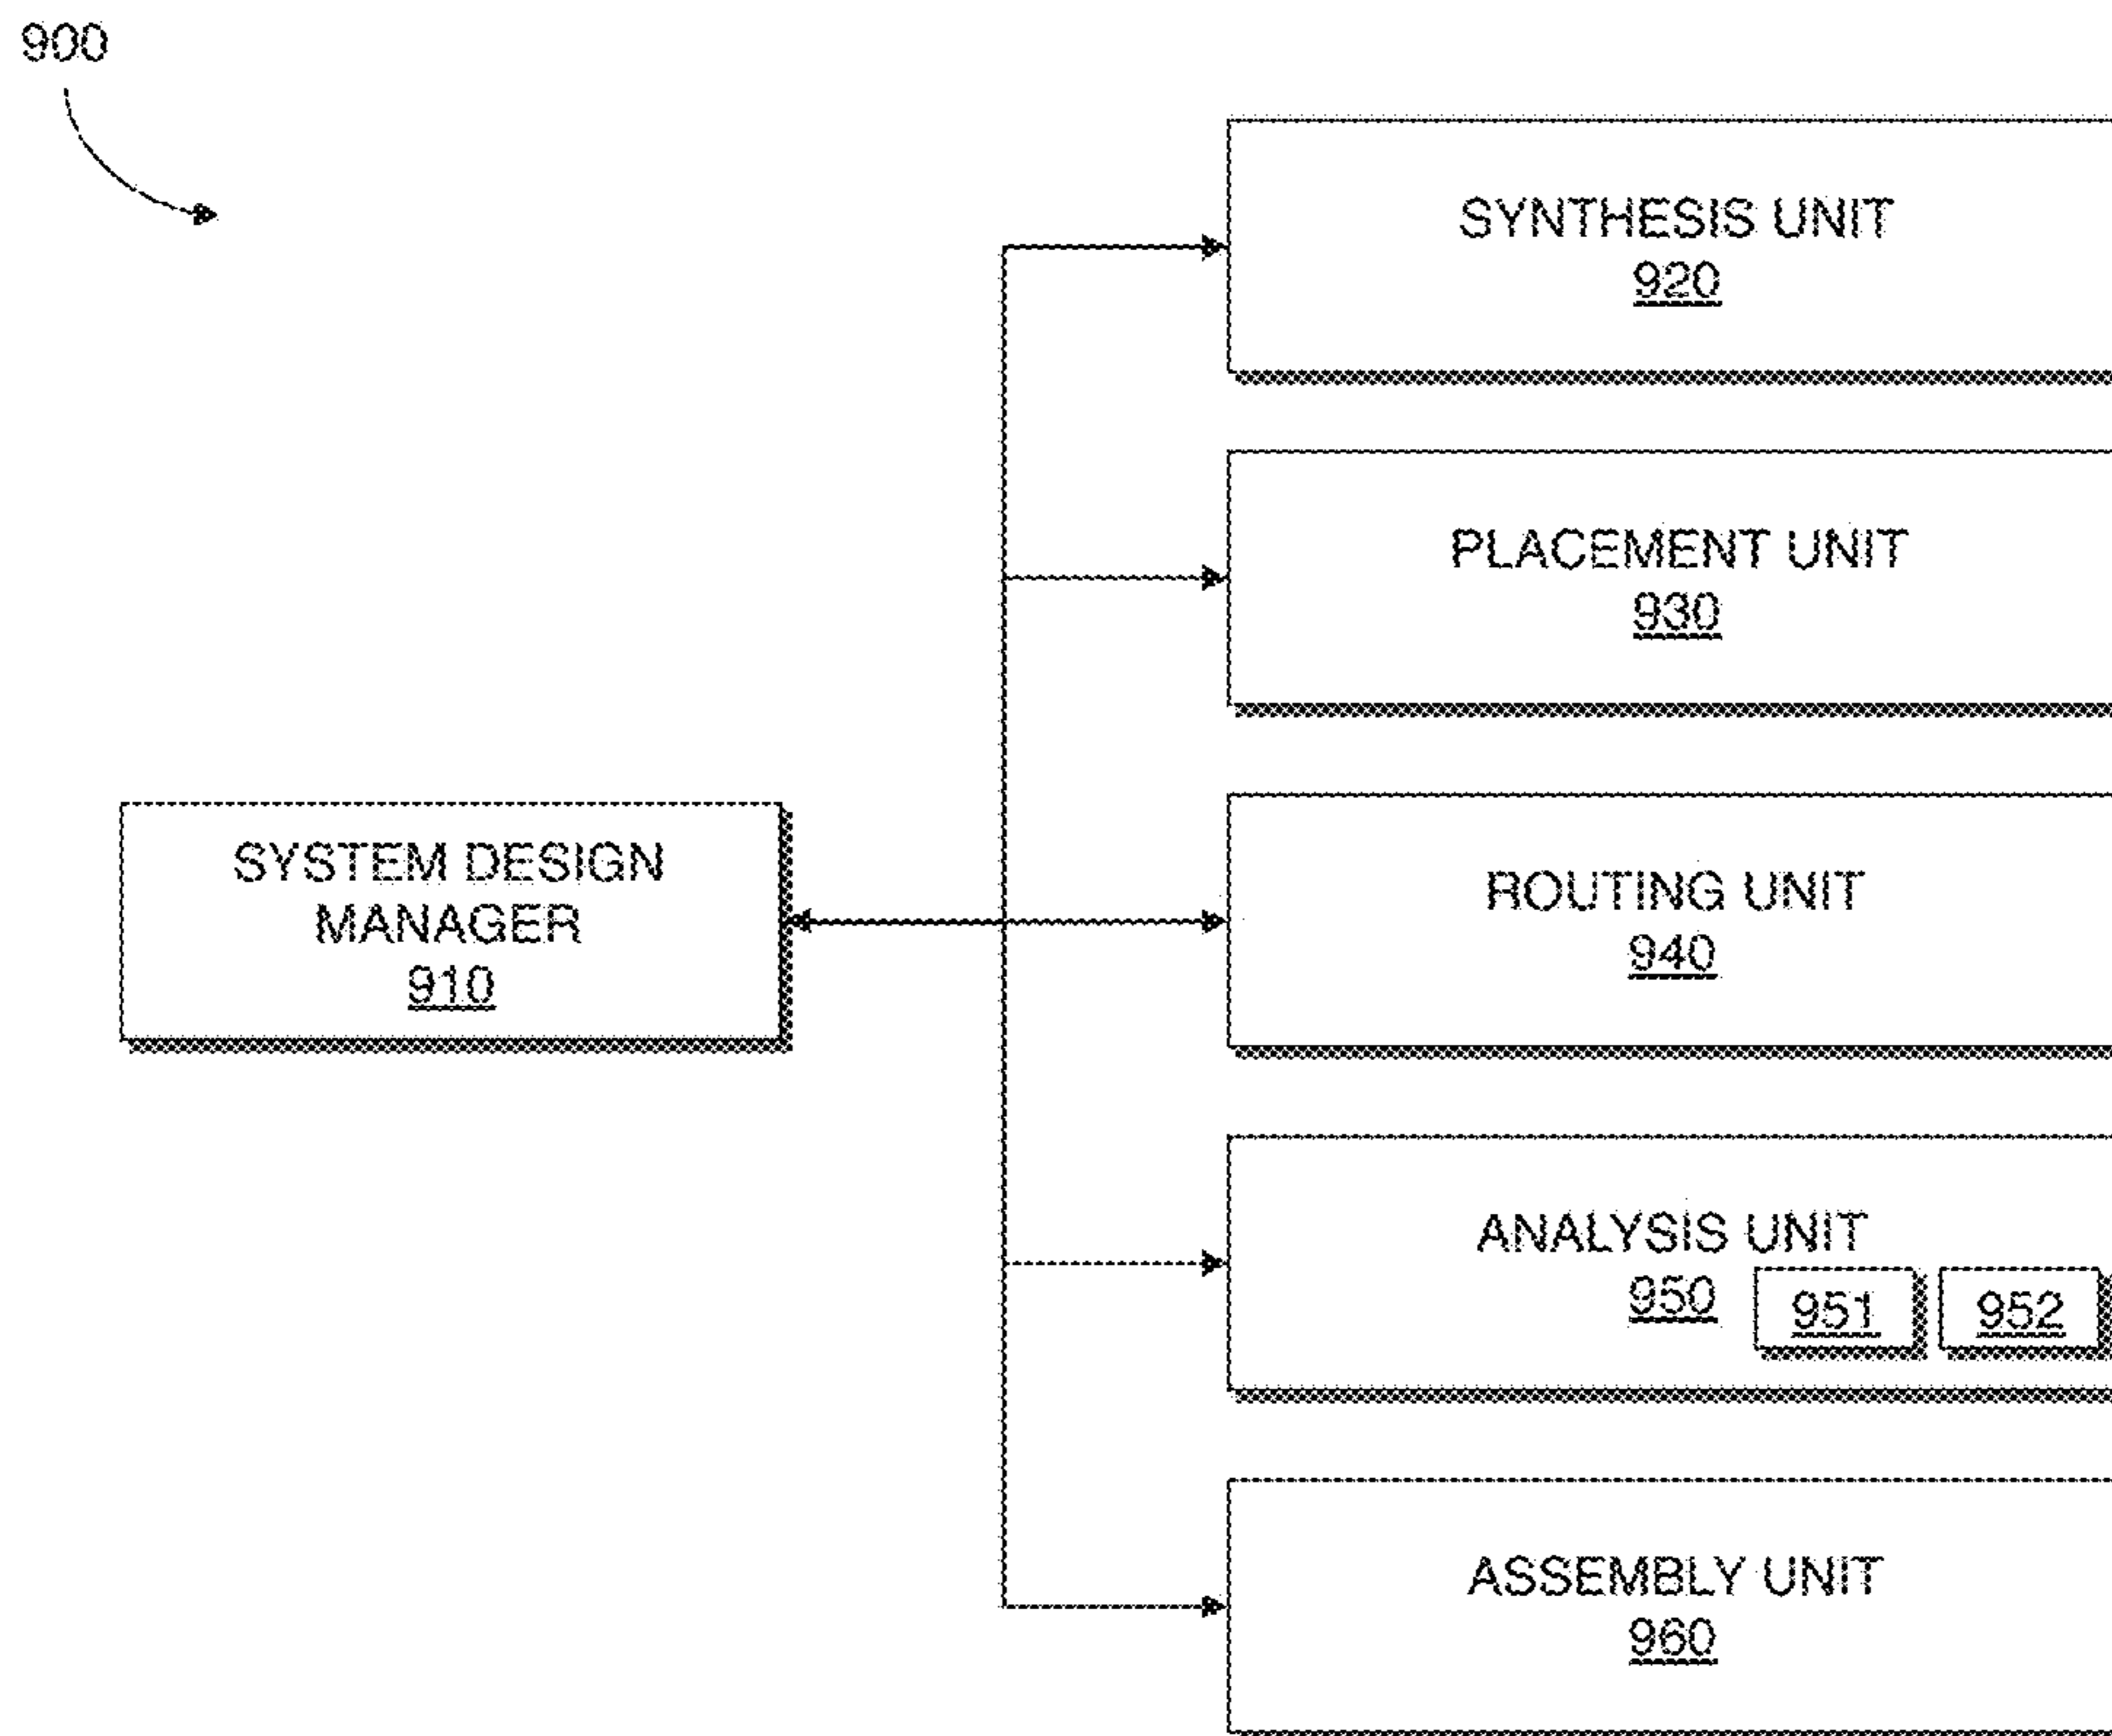 900
SYNTHESIS UNIT
920
PLACEMENT UNIT
930
SYSTEM DESIGN
MANAGER
910
ROUTING UNIT
940
ANALYSIS UNIT
950
951
952
ASSEMBLY UNIT
960